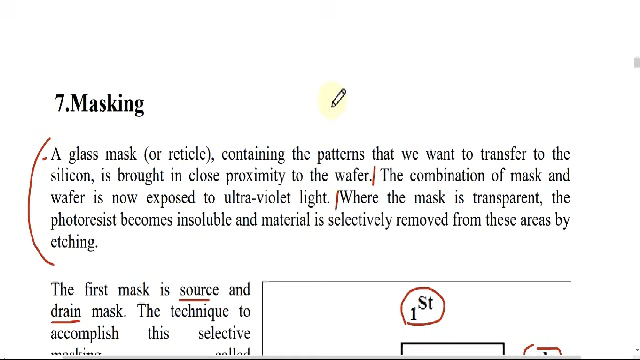 7.Masking
A glass mask (or reticle), containing the patterns that we want to transfer to the
silicon, is brought in close proximity to the wafer. The combination of mask and
wafer is now exposed to ultra-violet light. Where the mask is transparent, the
photoresist becomes insoluble and material is selectively removed from these areas by
etching.
The first mask is source and
drain mask. The technique to
accomplish this selective
masking called
1St